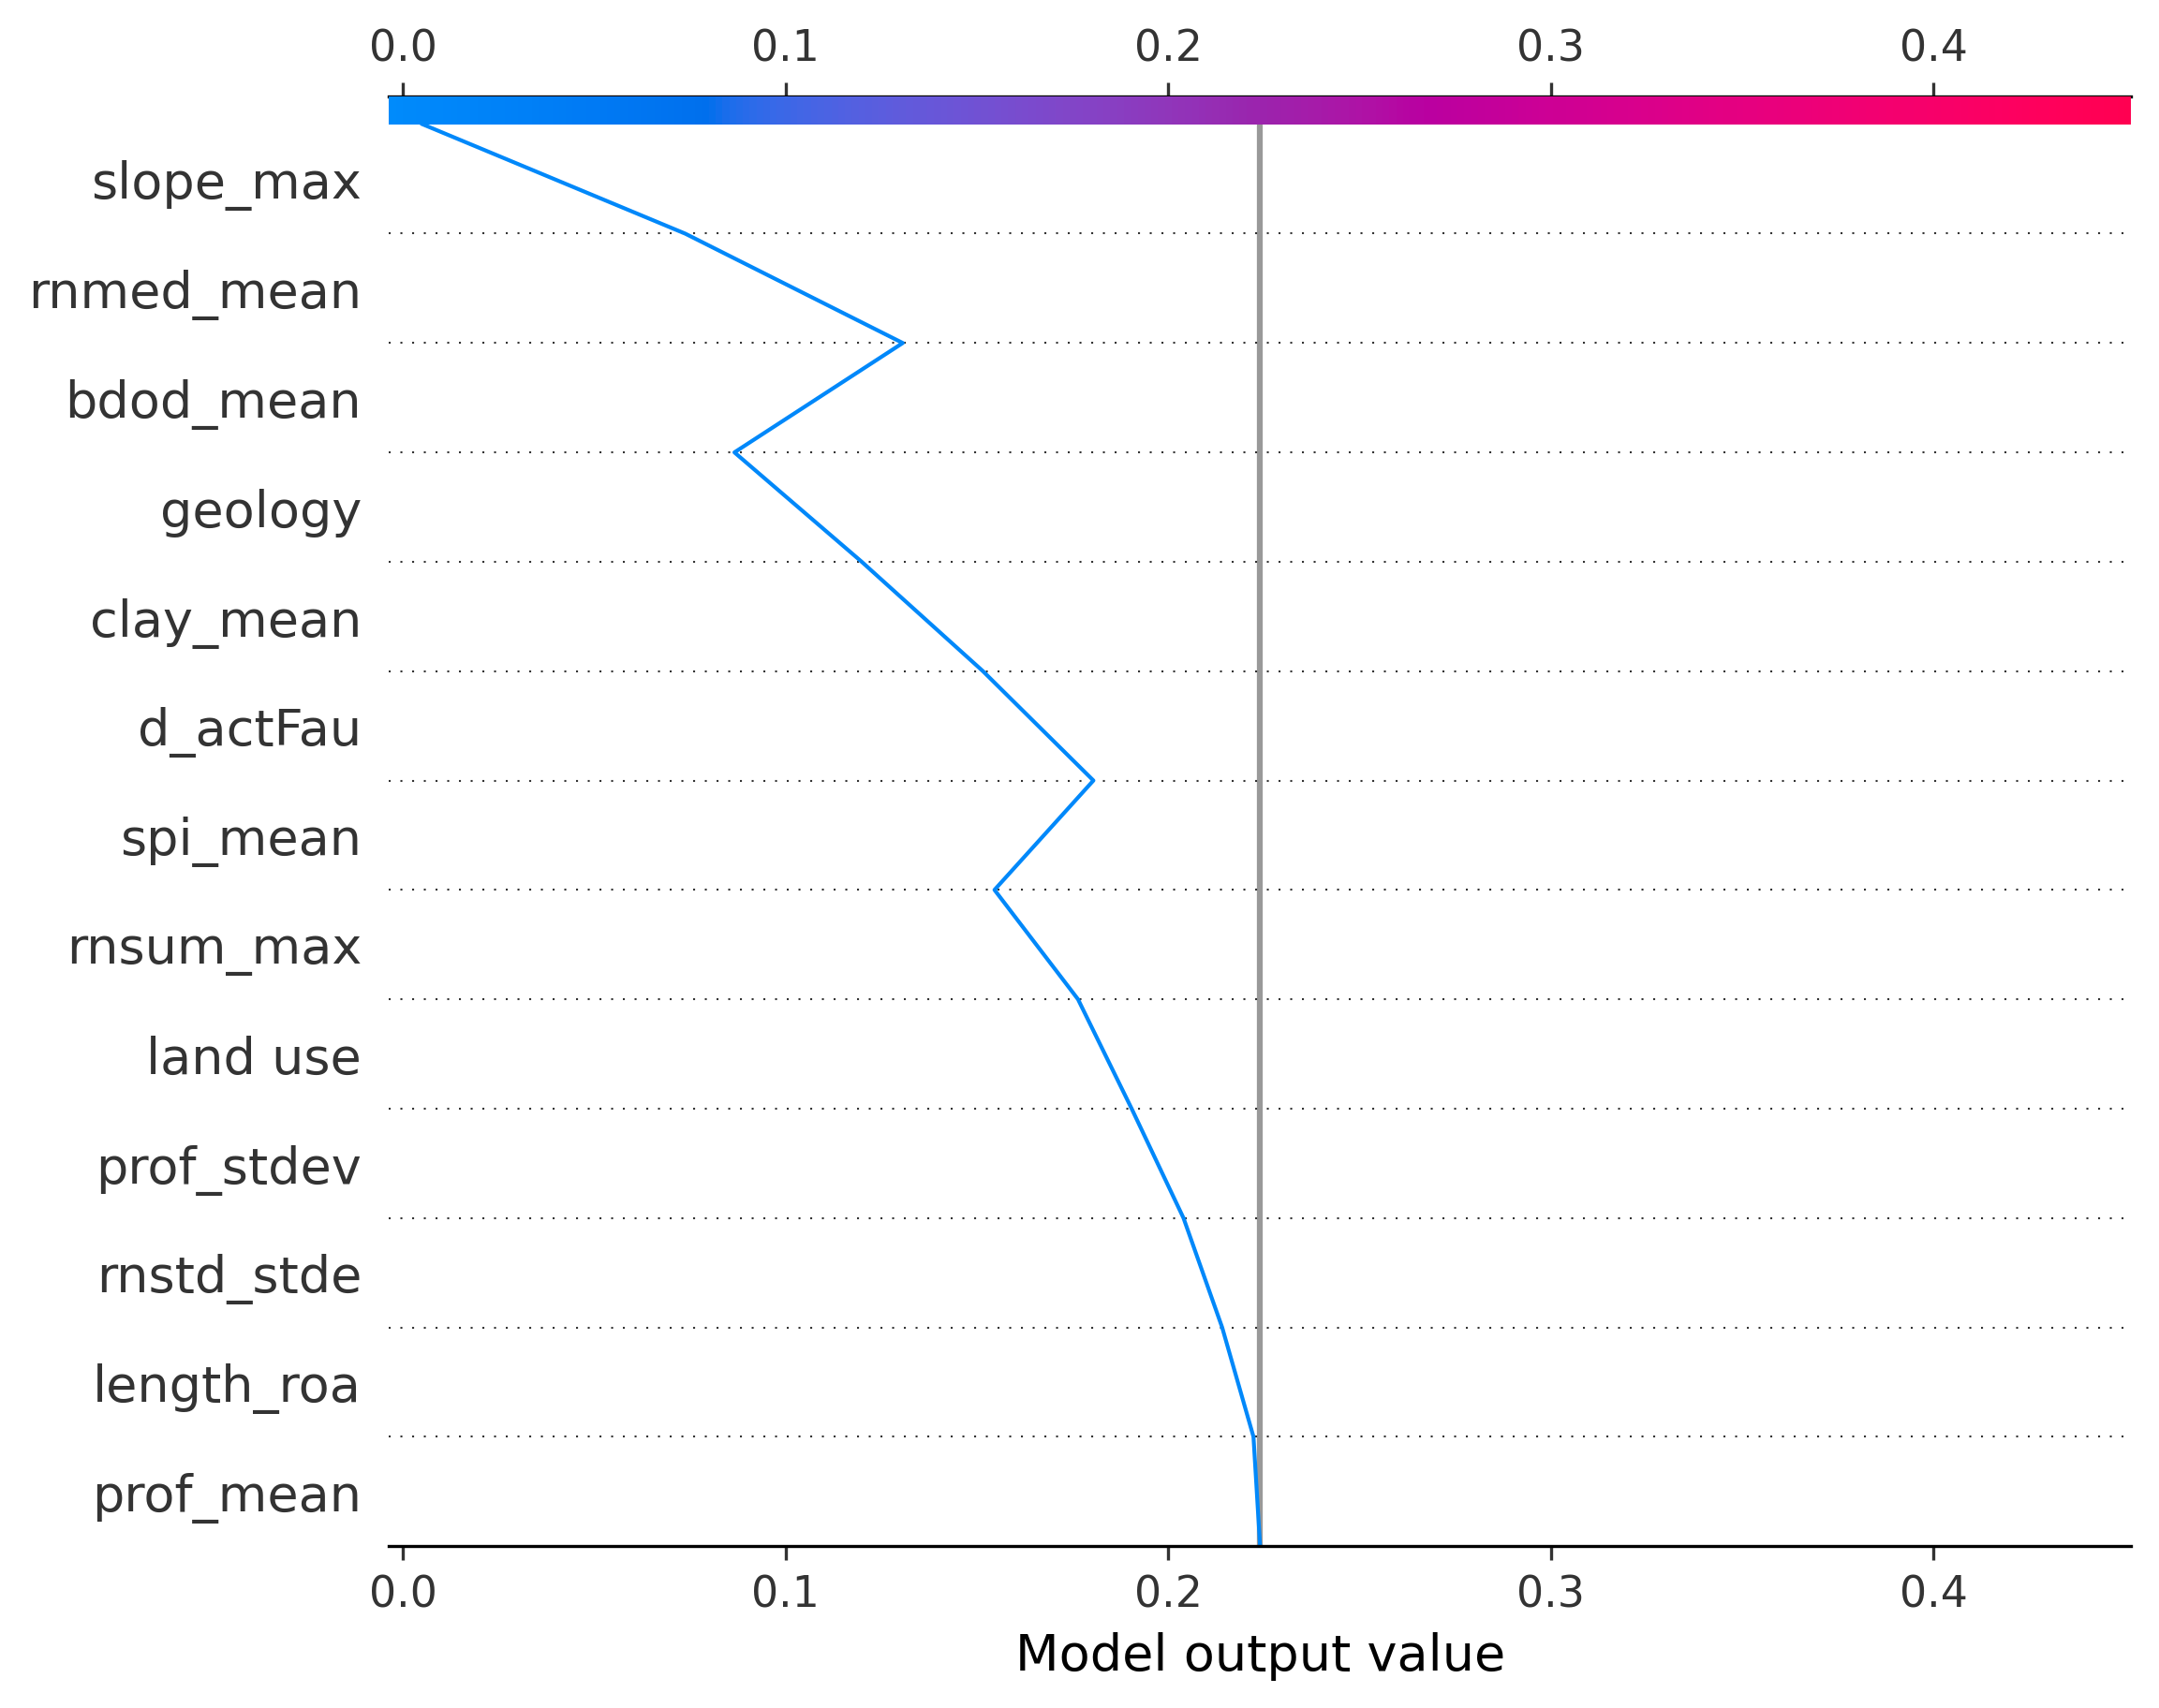 0.0 0.1 0.2 0.3 0.4
slope_max
rnmed_mean
bdod_mean
geology
clay_mean
d_actFau
spi_mean
rnsum_max
land use
prof_stdev
rnstd_stde
length_roa
prof_mean
0.0 0.1 0.2 0.3 0.4
Model output value